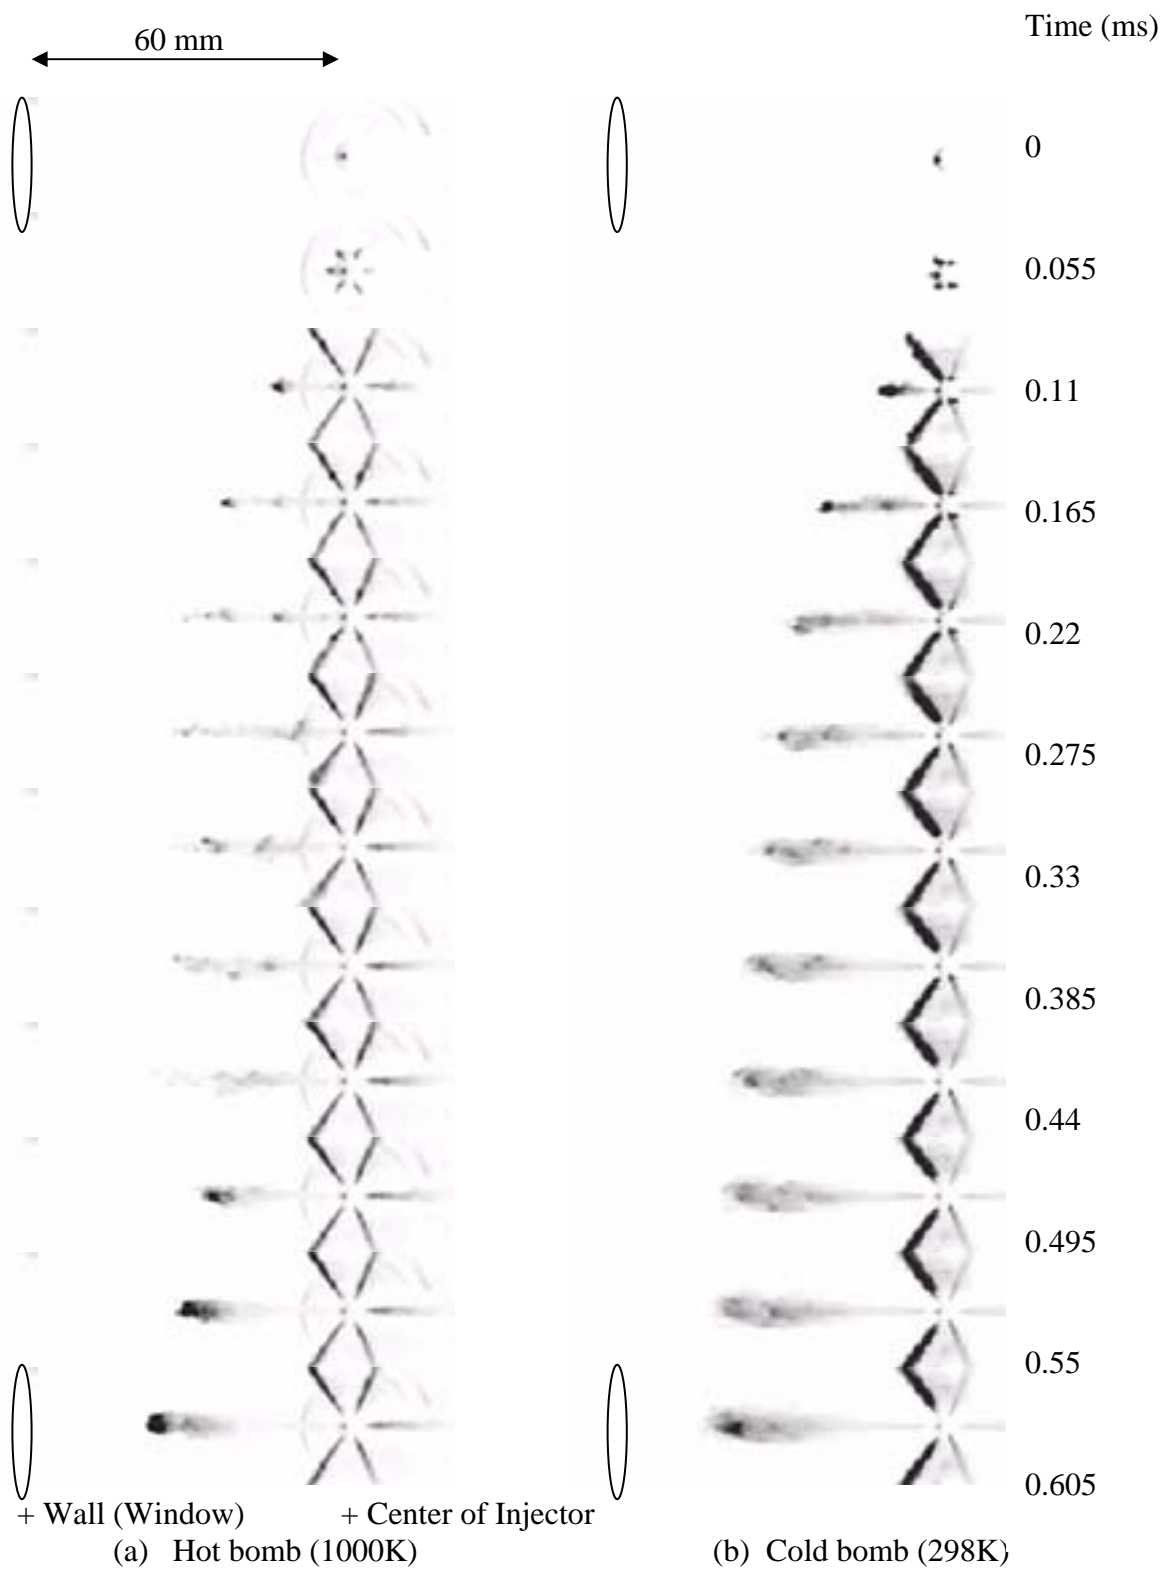 Time (ms)
60 mm
0
0.055
0.11
0.165
0.22
0.275
0.33
0.385
0.44
0.495
0.55
0.605
+ Wall (Window)
+ Center of Injector
(a) Hot bomb (1000K)
(b) Cold bomb (298K)